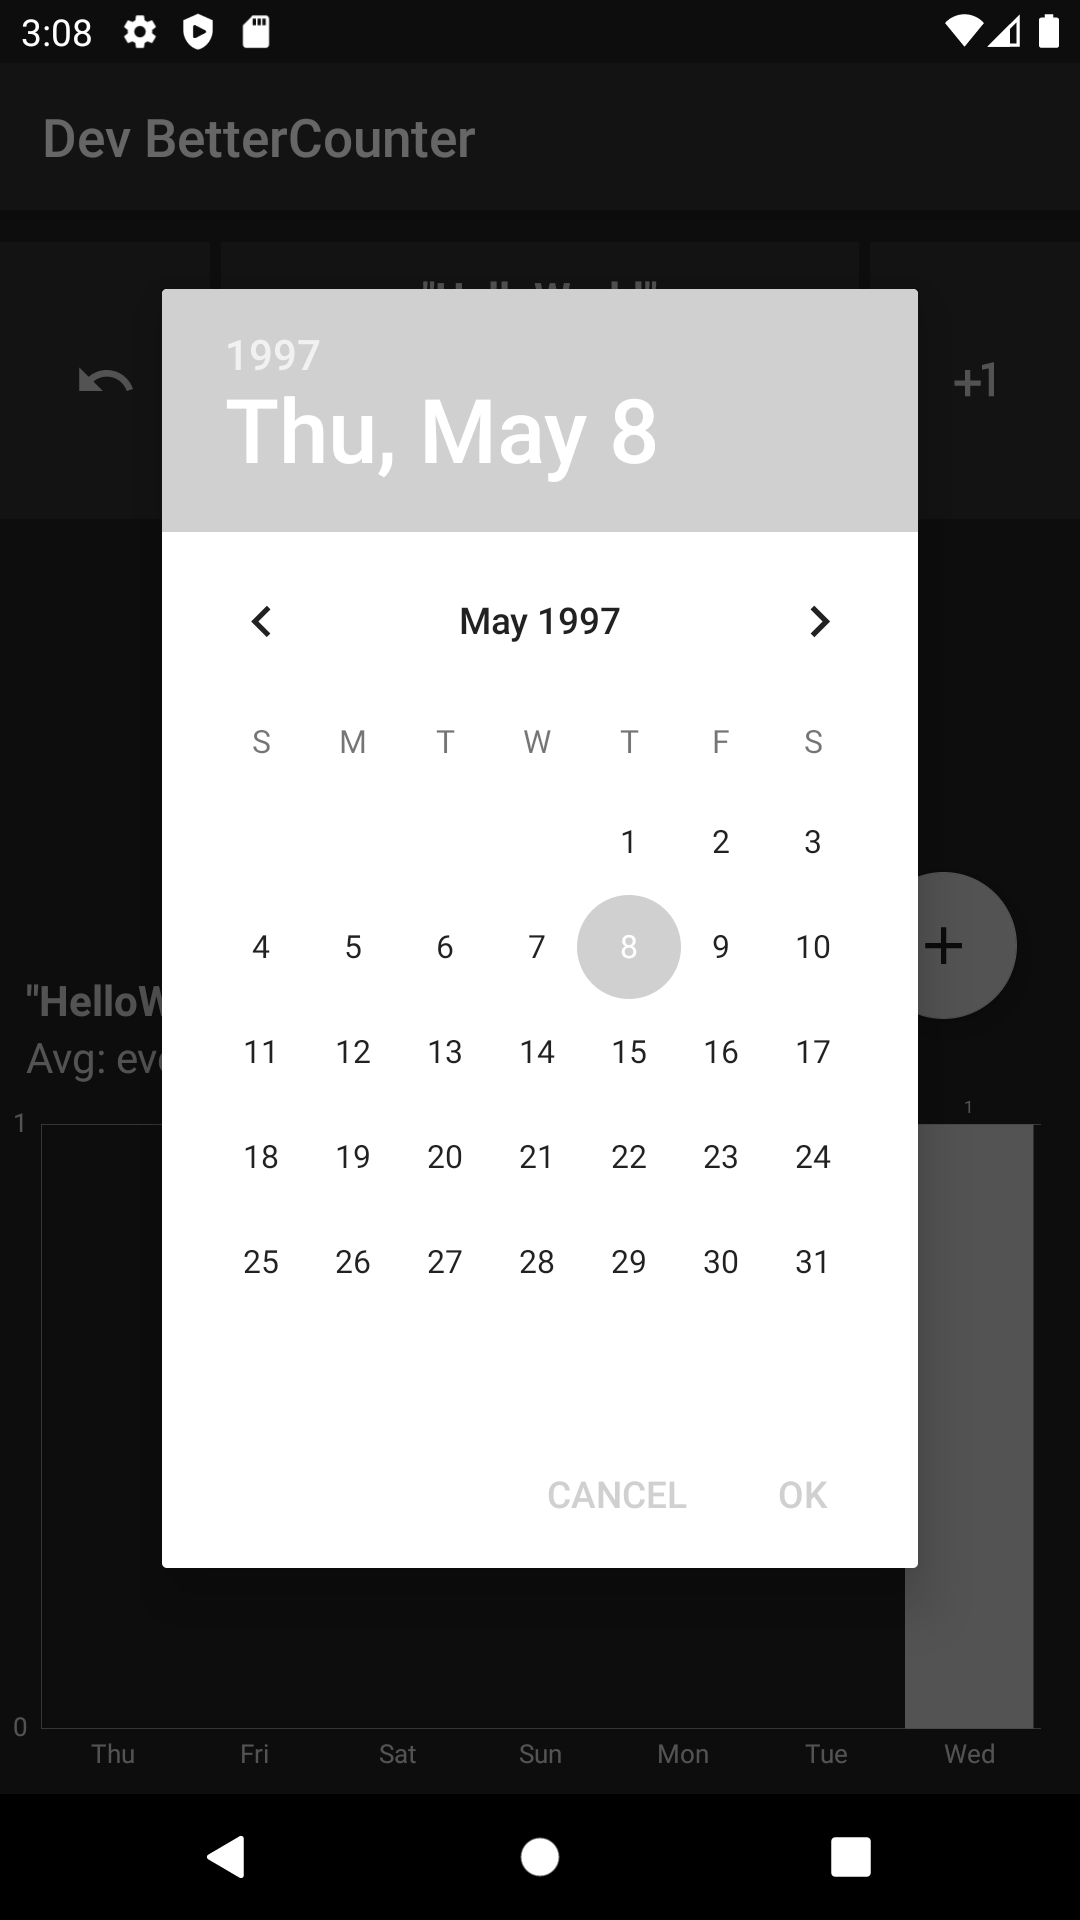 3:08
Dev BetterCounter
1997
Thu, May 8
+1
May 1997
S M T W T F S
1 2 3
4 5 6 7 8 9 10
11 12 13 14 15 16 17
18 19 20 21 22 23 24
25 26 27 28 29 30 31
CANCEL OK
"HelloW
Avg: eve
1
1
0
Thu Fri Sat Sun Mon Tue Wed